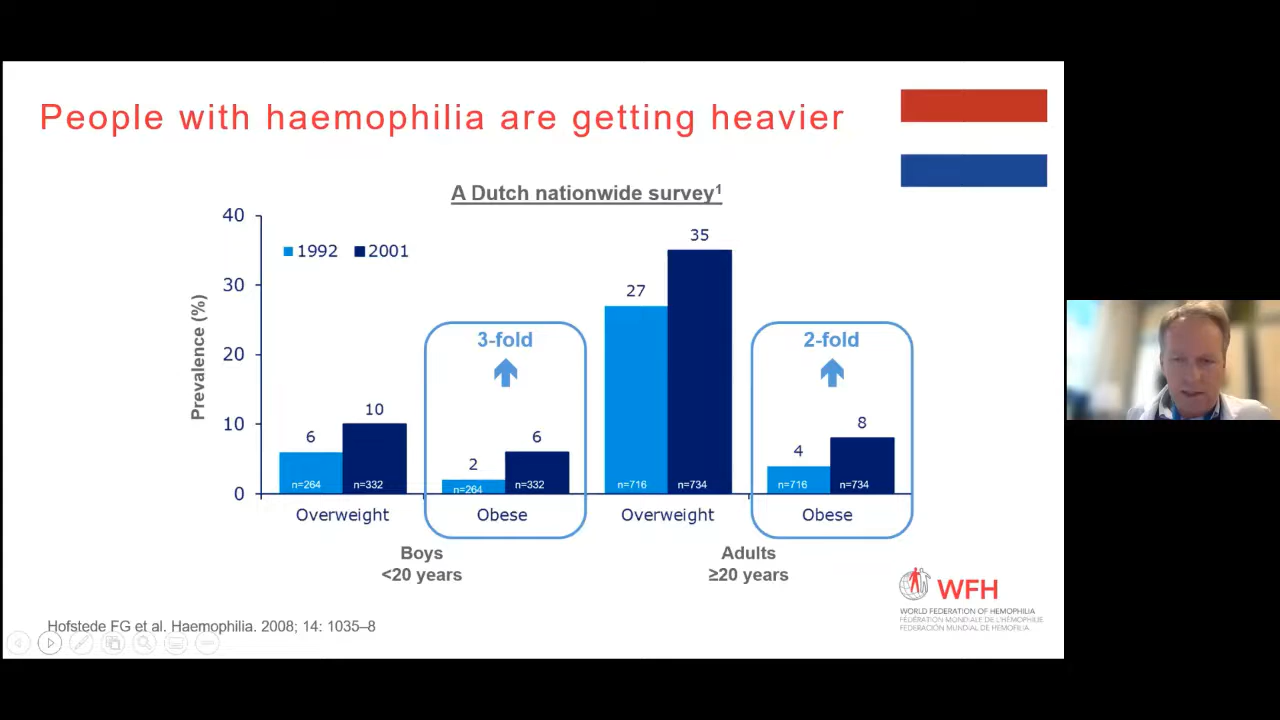 People with haemophilia are getting heavier
A Dutch nationwide survey¹
Prevalence (%)
40
30
20
10
0
1992 2001
6
n=264
10
n=332
Overweight
3-fold
2
n=264
6
n=332
Obese
Boys
<20 years
27
n=716
35
n=734
Overweight
2-fold
4
n=716
8
n=734
Obese
Adults
≥20 years
Hofstede FG et al. Haemophilia. 2008; 14: 1035–8
WFH
WORLD FEDERATION OF HEMOPHILIA
FÉDÉRATION MONDIALE DE L'HÉMOPHILIE
FEDERACIÓN MUNDIAL DE HEMOFILIA